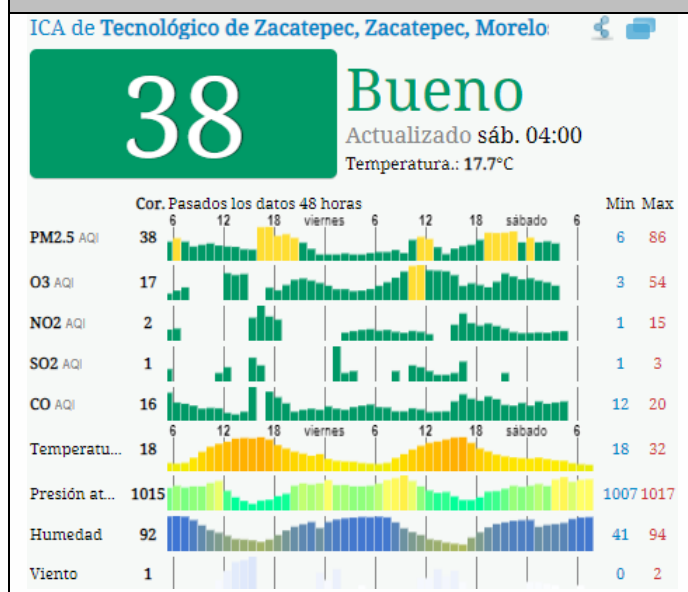 ICA de Tecnológico de Zacatepec, Zacatepec, Morelo
38
Bueno
Actualizado sáb. 04:00
Temperatura.: 17.7°C
Cor. Pasados los datos 48 horas Min Max
6 12 18 viernes 6 12 18 sábado 6
PM2.5 AQI 38 6 86
O3 AQI 17 3 54
NO2 AQI 2 1 15
SO2 AQI 1 1 3
CO AQI 16 12 20
6 12 18 viernes 6 12 18 sábado 6
Temperatu... 18 18 32
Presión at... 1015 1007 1017
Humedad 92 41 94
Viento 1 0 2